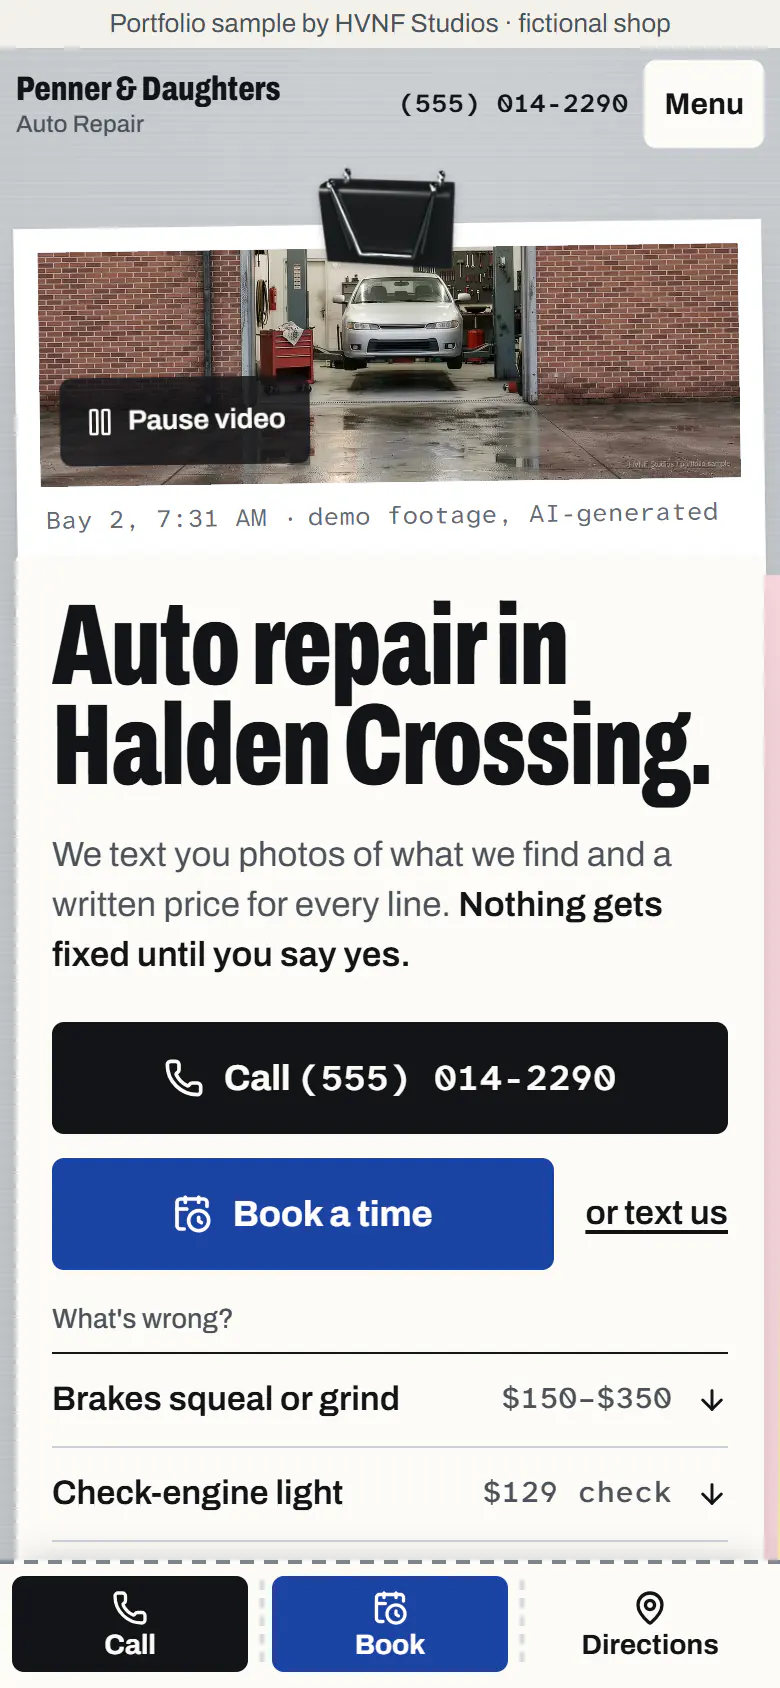 Portfolio sample by HVNF Studios · fictional shop
Penner & Daughters
Auto Repair
(555) 014-2290
Menu
Pause video
HVNF Studios · portfolio sample
Bay 2, 7:31 AM · demo footage, AI-generated
Auto repair in
Halden Crossing.
We text you photos of what we find and a
written price for every line. Nothing gets
fixed until you say yes.
Call (555) 014-2290
Book a time
or text us
What's wrong?
Brakes squeal or grind
$150–$350
Check-engine light
$129 check
Call
Book
Directions